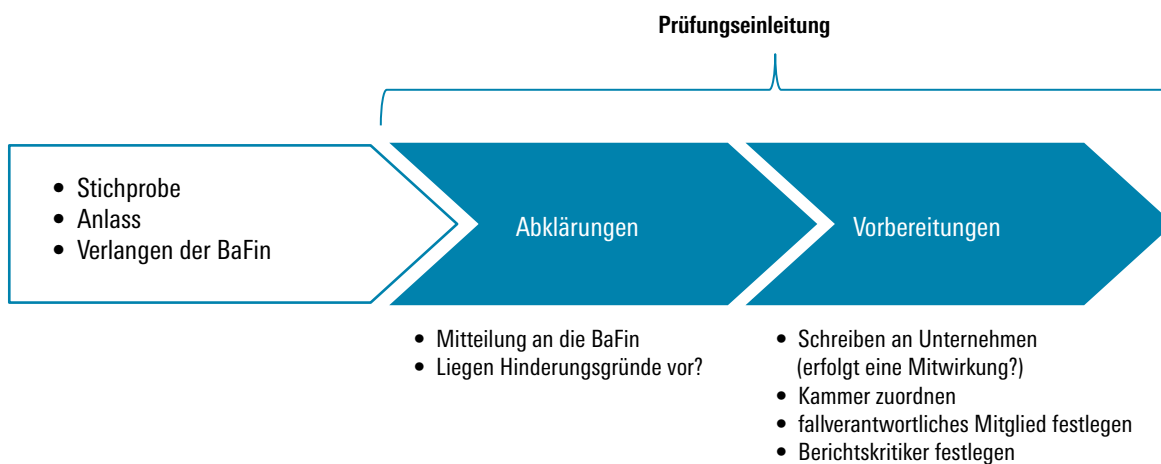 Prüfungseinleitung
• Stichprobe
• Anlass
• Verlangen der BaFin
Abklärungen
Vorbereitungen
• Mitteilung an die BaFin
• Liegen Hinderungsgründe vor?
• Schreiben an Unternehmen
(erfolgt eine Mitwirkung?)
• Kammer zuordnen
• fallverantwortliches Mitglied festlegen
• Berichtskritiker festlegen